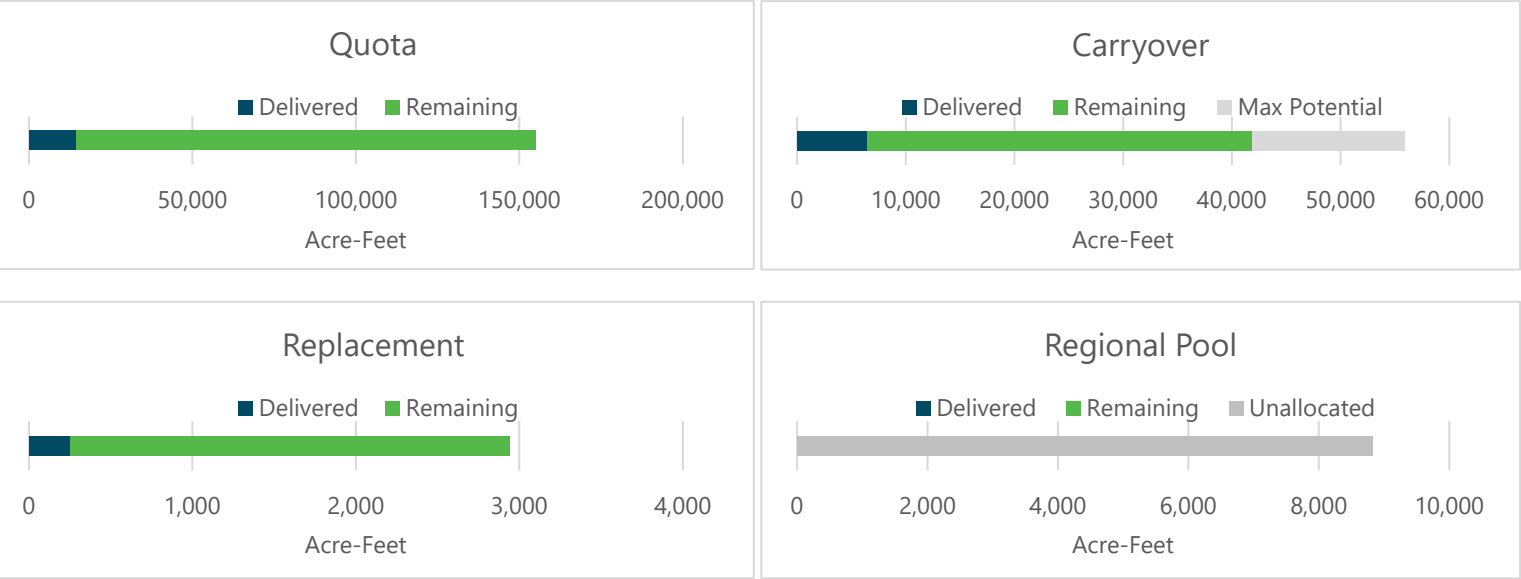 Quota
Delivered Remaining
0 50,000 100,000 150,000 200,000
Acre-Feet
Carryover
Delivered Remaining Max Potential
0 10,000 20,000 30,000 40,000 50,000 60,000
Acre-Feet
Replacement
Delivered Remaining
0 1,000 2,000 3,000 4,000
Acre-Feet
Regional Pool
Delivered Remaining Unallocated
0 2,000 4,000 6,000 8,000 10,000
Acre-Feet